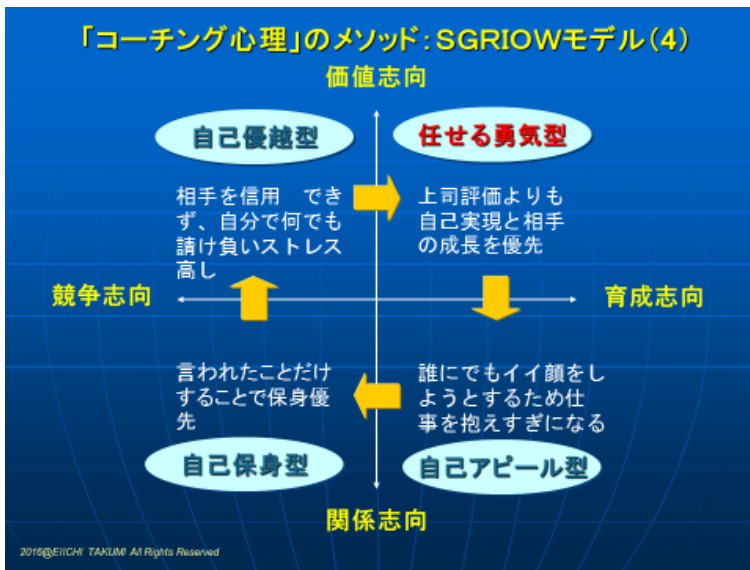 「コーチング心理」のメソッド：SGRIOWモデル（4）
価値志向
自己優越型
任せる勇気型
相手を信用　でき
ず、自分で何でも
請け負いストレス
高し
上司評価よりも
自己実現と相手
の成長を優先
競争志向
育成志向
言われたことだけ
することで保身優
先
誰にでもイイ顔をし
ようとするため仕
事を抱えすぎになる
自己保身型
自己アピール型
関係志向
2016@EIICHI TAKUMI All Rights Reserved